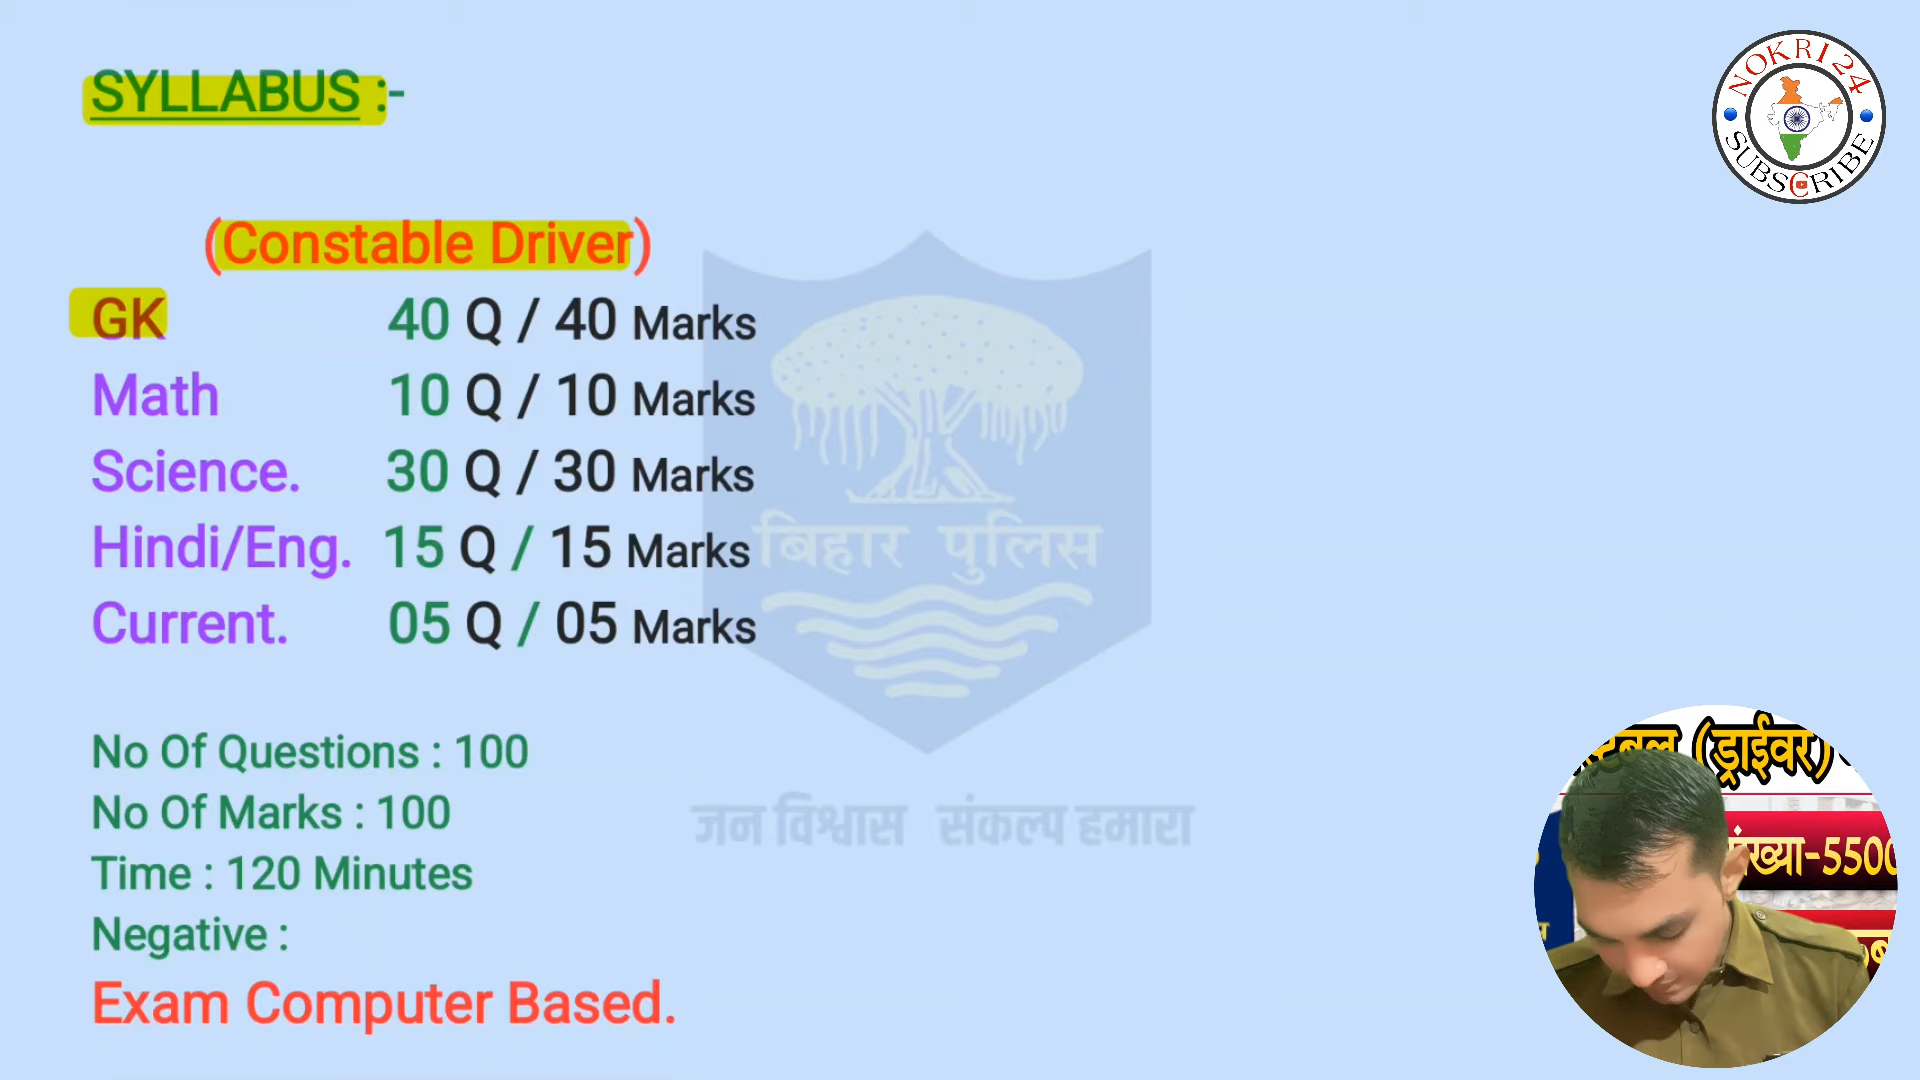 SYLLABUS :-
NOKRI 24
SUBSCRIBE
(Constable Driver)
GK 40 Q / 40 Marks
Math 10 Q / 10 Marks
Science. 30 Q / 30 Marks
Hindi/Eng. 15 Q / 15 Marks
Current. 05 Q / 05 Marks
बिहार पुलिस
No Of Questions : 100
No Of Marks : 100
Time : 120 Minutes
Negative :
Exam Computer Based.
जन विश्वास संकल्प हमारा
(ड्राईवर)